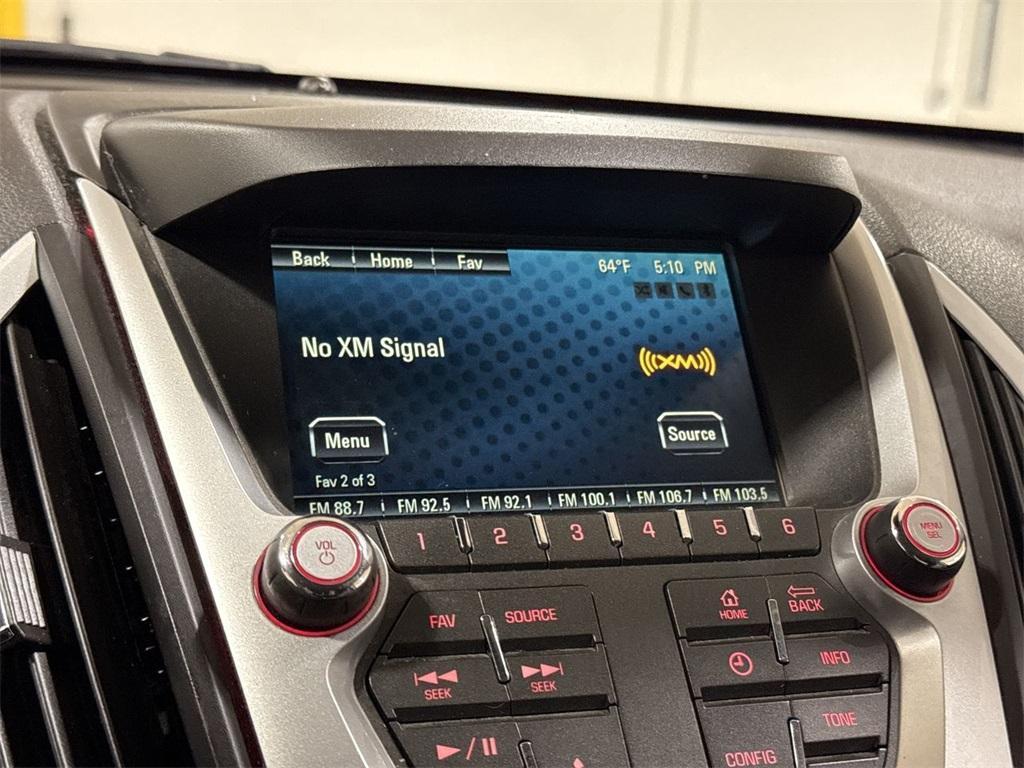 Back Home Fav
64°F 5:10 PM
No XM Signal
((XM))
Menu
Source
Fav 2 of 3
FM 88.7 FM 92.5 FM 92.1 FM 100.1 FM 106.7 FM 103.5
1 2 3 4 5 6
VOL
MENU
SEL
FAV SOURCE
HOME
BACK
SEEK SEEK
INFO
TONE
CONFIG